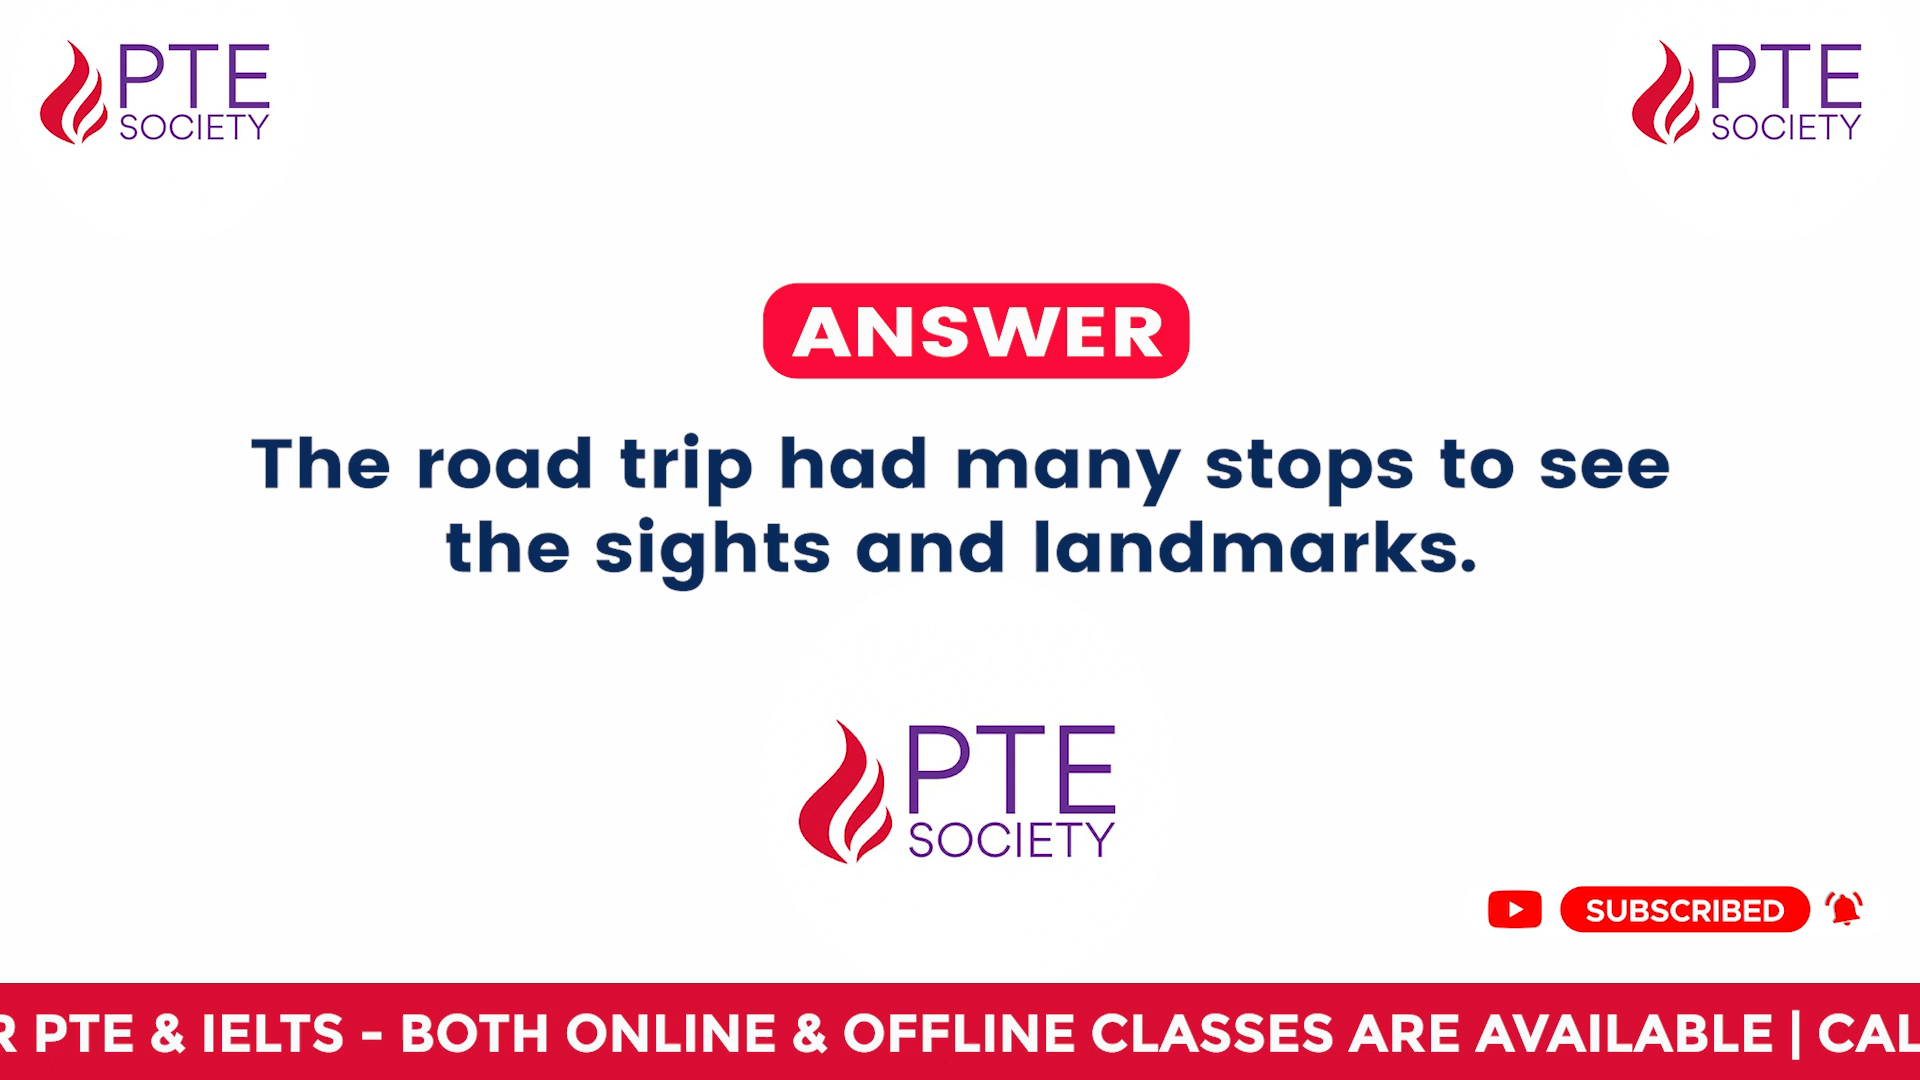 PTE
SOCIETY
PTE
SOCIETY
ANSWER
The road trip had many stops to see
the sights and landmarks.
PTE
SOCIETY
SUBSCRIBED
R PTE & IELTS - BOTH ONLINE & OFFLINE CLASSES ARE AVAILABLE | CAL